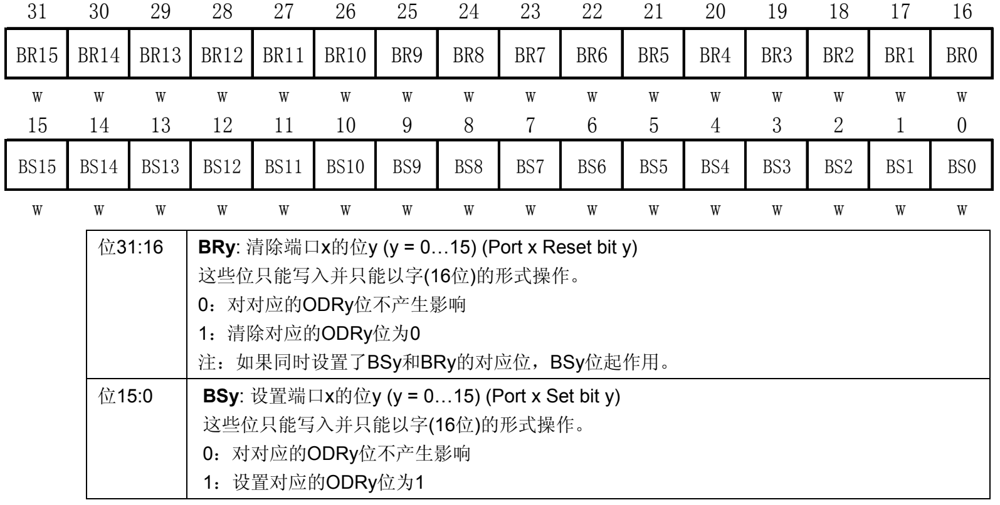 31 30 29 28 27 26 25 24 23 22 21 20 19 18 17 16
BR15 BR14 BR13 BR12 BR11 BR10 BR9 BR8 BR7 BR6 BR5 BR4 BR3 BR2 BR1 BR0
w w w w w w w w w w w w w w w w
15 14 13 12 11 10 9 8 7 6 5 4 3 2 1 0
BS15 BS14 BS13 BS12 BS11 BS10 BS9 BS8 BS7 BS6 BS5 BS4 BS3 BS2 BS1 BS0
w w w w w w w w w w w w w w w w
位31:16 BRy: 清除端口x的位y (y = 0…15) (Port x Reset bit y)
这些位只能写入并只能以字(16位)的形式操作。
0：对对应的ODRy位不产生影响
1：清除对应的ODRy位为0
注：如果同时设置了BSy和BRy的对应位，BSy位起作用。
位15:0 BSy: 设置端口x的位y (y = 0…15) (Port x Set bit y)
这些位只能写入并只能以字(16位)的形式操作。
0：对对应的ODRy位不产生影响
1：设置对应的ODRy位为1